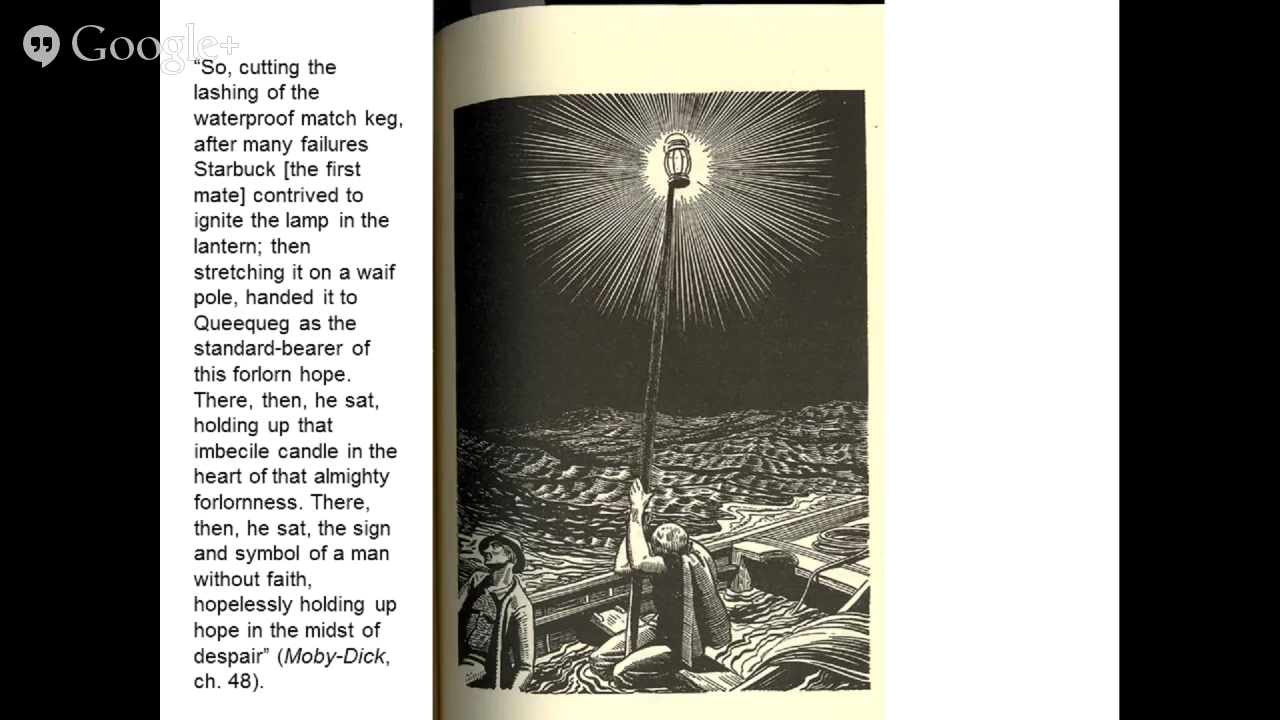 Google+
“So, cutting the
lashing of the
waterproof match keg,
after many failures
Starbuck [the first
mate] contrived to
ignite the lamp in the
lantern; then
stretching it on a waif
pole, handed it to
Queequeg as the
standard-bearer of
this forlorn hope.
There, then, he sat,
holding up that
imbecile candle in the
heart of that almighty
forlornness. There,
then, he sat, the sign
and symbol of a man
without faith,
hopelessly holding up
hope in the midst of
despair” (Moby-Dick,
ch. 48).